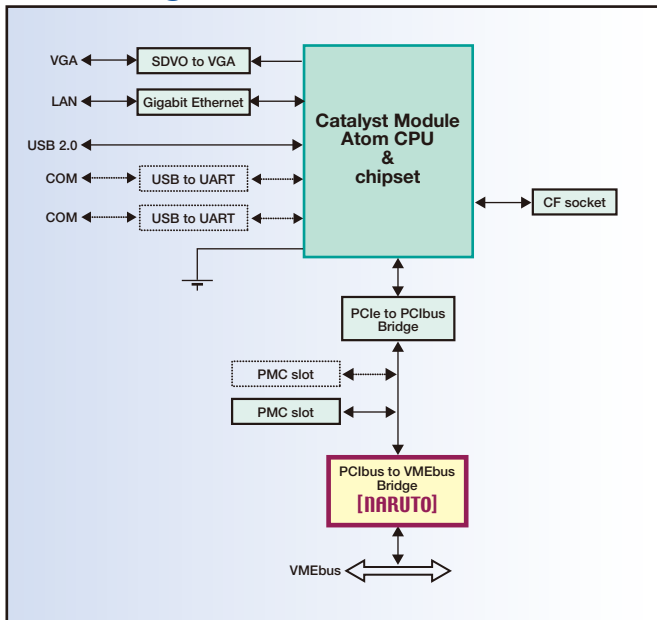 VGA
SDVO to VGA
LAN
Gigabit Ethernet
USB 2.0
COM
USB to UART
COM
USB to UART
Catalyst Module
Atom CPU
&
chipset
CF socket
PCIe to PCIbus
Bridge
PMC slot
PMC slot
PCIbus to VMEbus
Bridge
[NARUTO]
VMEbus